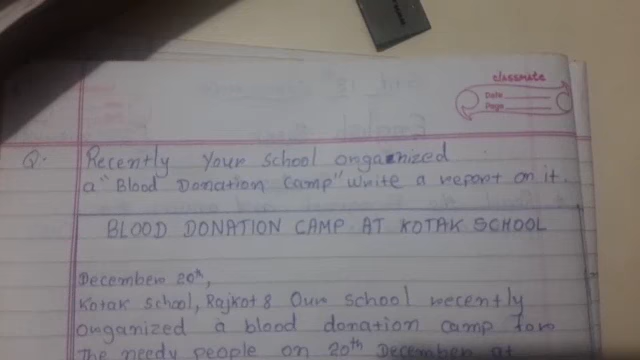 classmate
Date
Page
Q. Recently Your school organized
a "Blood Donation Camp" write a report on it.
BLOOD DONATION CAMP AT KOTAK SCHOOL
December 20th,
Kotak School, Rajkot : Our school recently
organized a blood donation camp for
the needy people on 20th December at